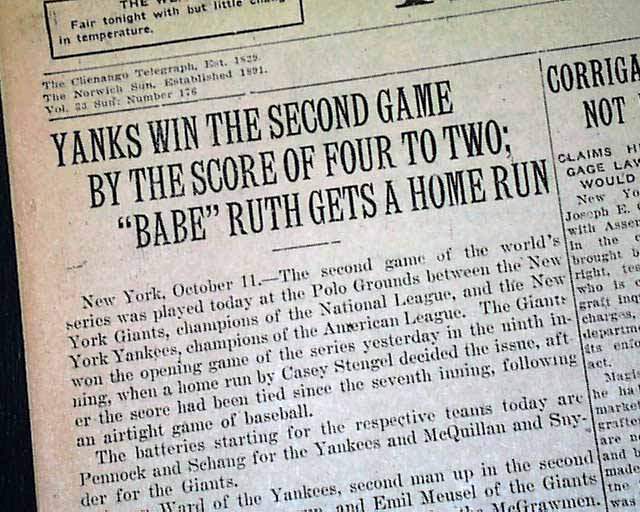 THE
Fair tonight with but little
in temperature.
The Chenango Telegraph, Est. 1829.
The Norwich Sun, Established 1891.
Vol. 33 Sun: Number 176
YANKS WIN THE SECOND GAME
BY THE SCORE OF FOUR TO TWO;
"BABE" RUTH GETS A HOME RUN
New York, October 11.—The second game of the world's
series was played today at the Polo Grounds between the New
York Giants, champions of the National League, and the New
York Yankees, champions of the American League. The Giants
won the opening game of the series yesterday in the ninth in-
ning, when a home run by Casey Stengel decided the issue, aft-
er the score had been tied since the seventh inning, following
an airtight game of baseball.
The batteries starting for the respective teams today are
Pennock and Schang for the Yankees and McQuillan and Sny-
der for the Giants.
Ward of the Yankees, second man up in the second
and Emil Meusel of the Giants
the McGrawmen.
CORRIGA
NOT
CLAIMS
GAGE LAW
WOULD
New Yo
Joseph E.
with Asse
in the
brought b
right,
who is
graft
charges,
departm
its
act.
Magis
he ha
market
grafte
are
and
made
the
was